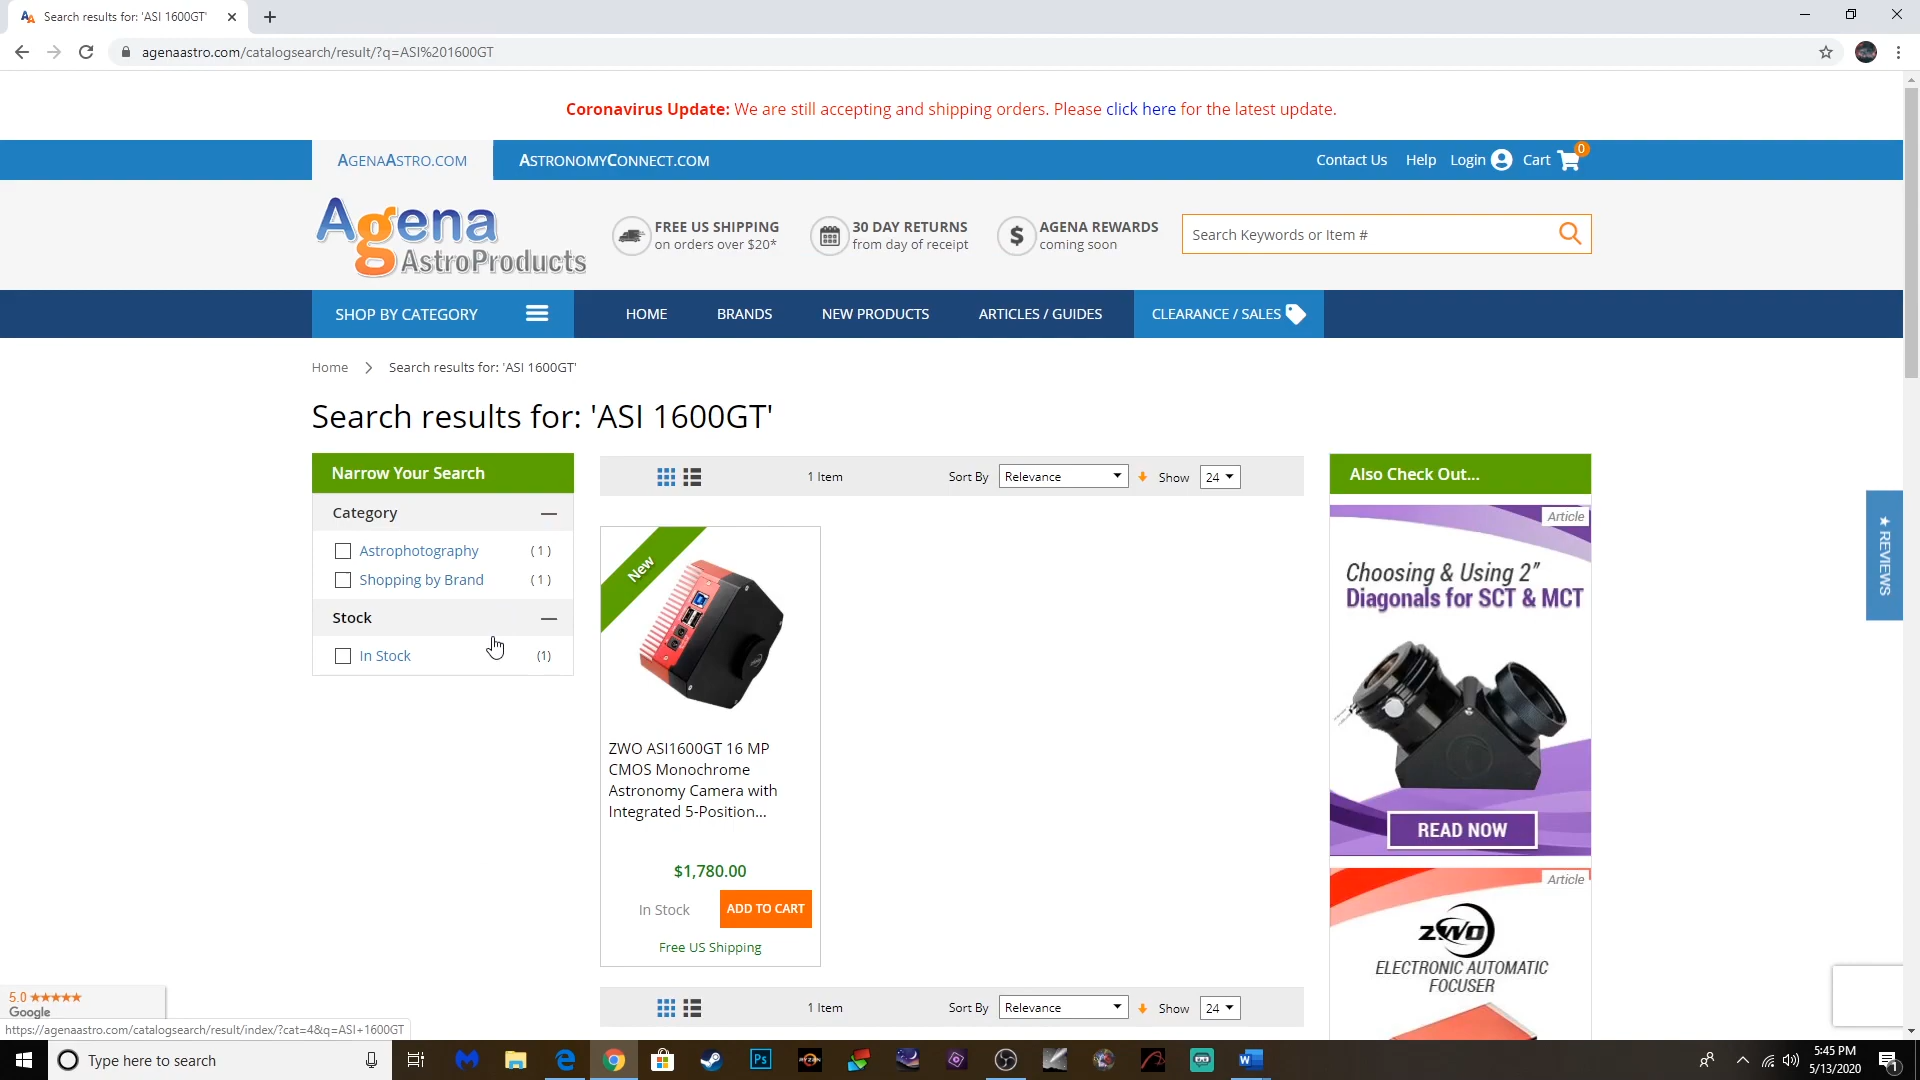 Search results for: 'ASI 1600GT'
agenaastro.com/catalogsearch/result/?q=ASI%201600GT
Coronavirus Update: We are still accepting and shipping orders. Please click here for the latest update.
AGENAASTRO.COM
ASTRONOMYCONNECT.COM
Contact Us
Help
Login
Cart
0
Agena
AstroProducts
FREE US SHIPPING
on orders over $20*
30 DAY RETURNS
from day of receipt
$
AGENA REWARDS
coming soon
Search Keywords or Item #
SHOP BY CATEGORY
HOME
BRANDS
NEW PRODUCTS
ARTICLES / GUIDES
CLEARANCE / SALES
Home
Search results for: 'ASI 1600GT'
Search results for: 'ASI 1600GT'
Narrow Your Search
Category
Astrophotography ( 1 )
Shopping by Brand ( 1 )
Stock
In Stock (1)
1 Item
Sort By
Relevance
Show
24
New
ZWO ASI1600GT 16 MP
CMOS Monochrome
Astronomy Camera with
Integrated 5-Position...
$1,780.00
In Stock
ADD TO CART
Free US Shipping
1 Item
Sort By
Relevance
Show
24
Also Check Out...
Article
Choosing & Using 2"
Diagonals for SCT & MCT
READ NOW
Article
ZWO
ELECTRONIC AUTOMATIC
FOCUSER
★ REVIEWS
5.0 ★★★★★
Google
https://agenaastro.com/catalogsearch/result/index/?cat=4&q=ASI+1600GT
Type here to search
Ps
RYZEN
W
5:45 PM
5/13/2020
1